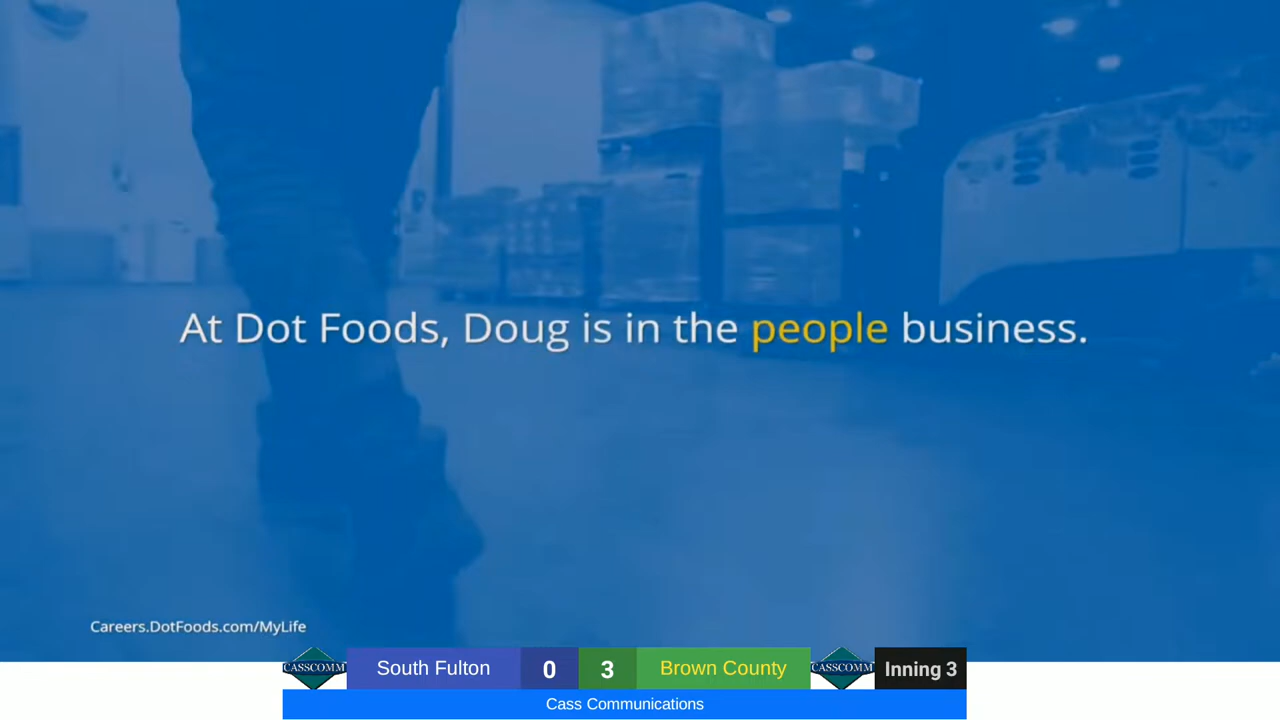 At Dot Foods, Doug is in the people business.
Careers.DotFoods.com/MyLife
CASSCOMM South Fulton 0 3 Brown County CASSCOMM Inning 3
Cass Communications